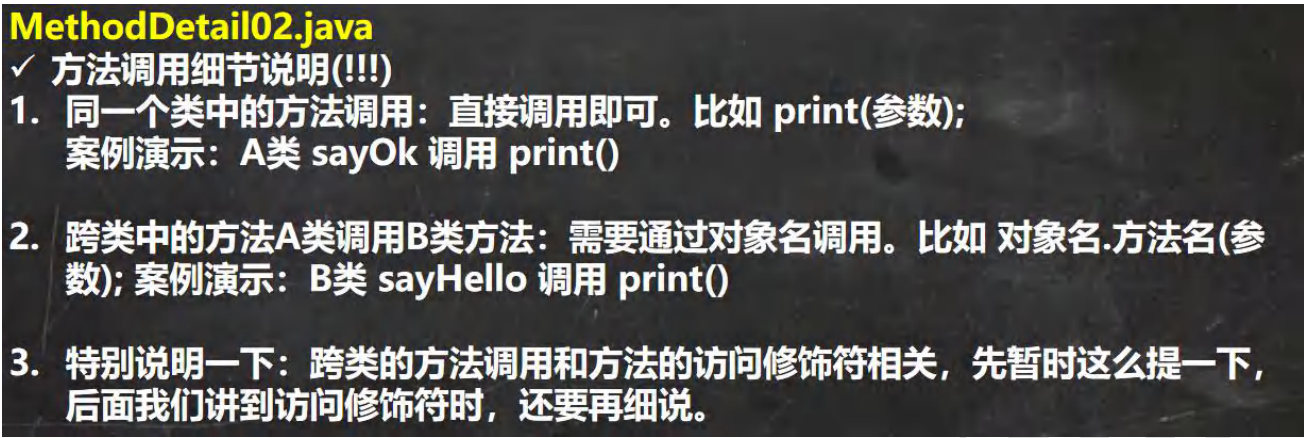 MethodDetail02.java
✓ 方法调用细节说明(!!!)
1. 同一个类中的方法调用：直接调用即可。比如 print(参数);
案例演示：A类 sayOk 调用 print()
2. 跨类中的方法A类调用B类方法：需要通过对象名调用。比如 对象名.方法名(参
数); 案例演示：B类 sayHello 调用 print()
3. 特别说明一下：跨类的方法调用和方法的访问修饰符相关，先暂时这么提一下，
后面我们讲到访问修饰符时，还要再细说。